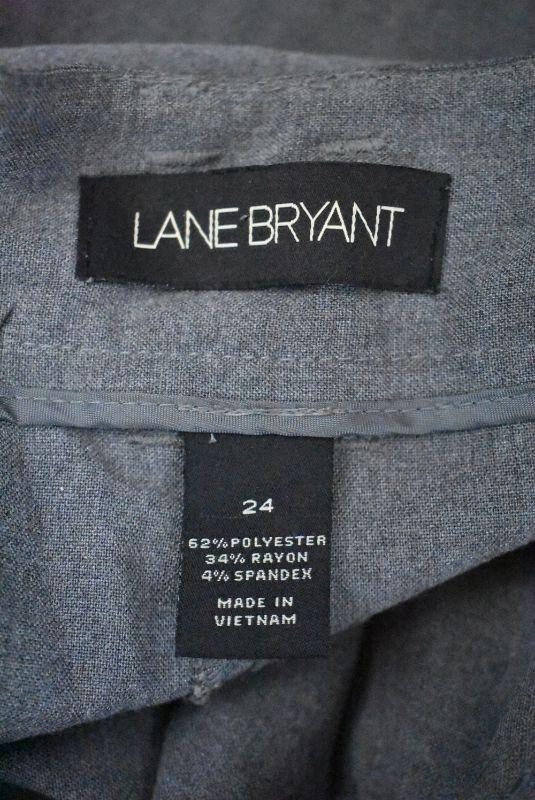 LANE BRYANT
24
62% POLYESTER
34% RAYON
4% SPANDEX
MADE IN
VIETNAM